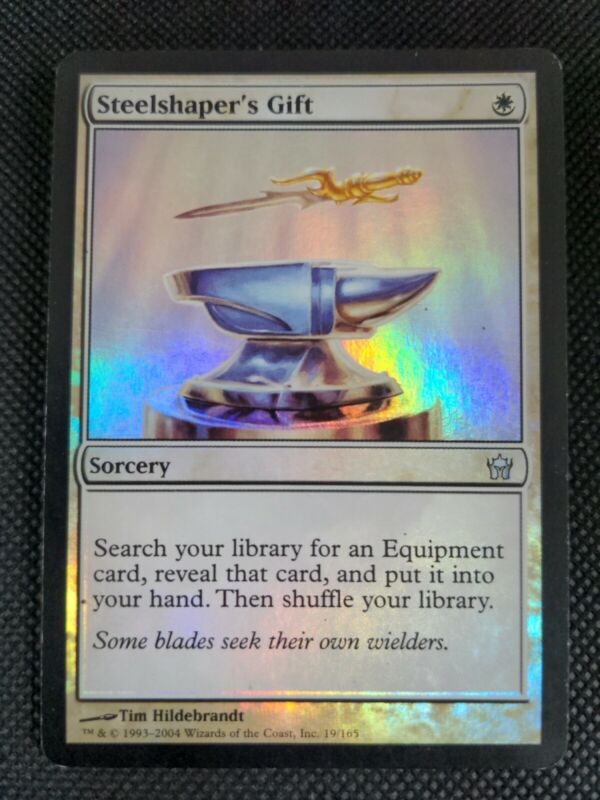 Steelshaper's Gift
Sorcery
Search your library for an Equipment
card, reveal that card, and put it into
your hand. Then shuffle your library.
Some blades seek their own wielders.
Tim Hildebrandt
™ & © 1993–2004 Wizards of the Coast, Inc. 19/165